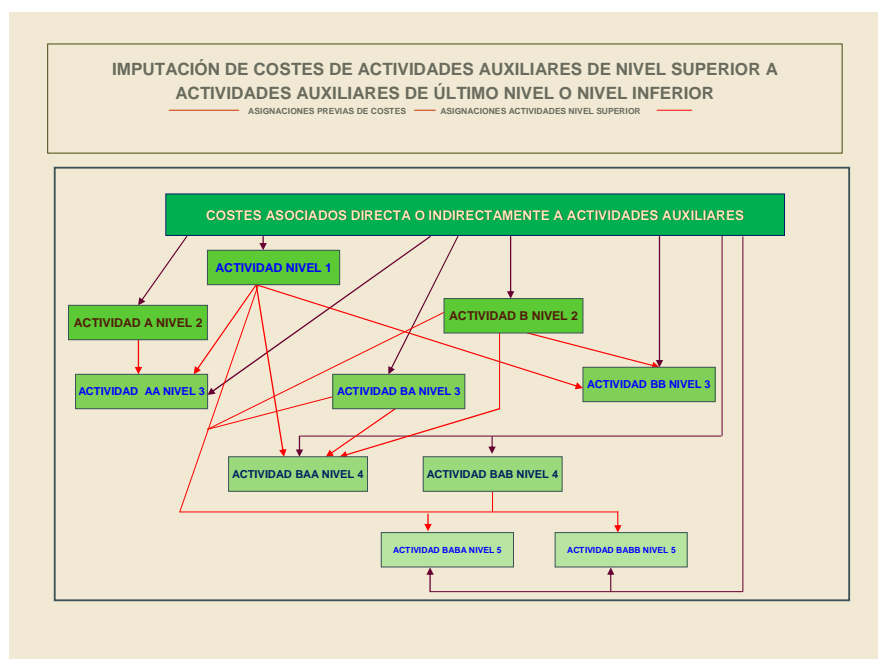 IMPUTACIÓN DE COSTES DE ACTIVIDADES AUXILIARES DE NIVEL SUPERIOR A
ACTIVIDADES AUXILIARES DE ÚLTIMO NIVEL O NIVEL INFERIOR
ASIGNACIONES PREVIAS DE COSTES ASIGNACIONES ACTIVIDADES NIVEL SUPERIOR
COSTES ASOCIADOS DIRECTA O INDIRECTAMENTE A ACTIVIDADES AUXILIARES
ACTIVIDAD NIVEL 1
ACTIVIDAD A NIVEL 2
ACTIVIDAD B NIVEL 2
ACTIVIDAD AA NIVEL 3
ACTIVIDAD BA NIVEL 3
ACTIVIDAD BB NIVEL 3
ACTIVIDAD BAA NIVEL 4
ACTIVIDAD BAB NIVEL 4
ACTIVIDAD BABA NIVEL 5
ACTIVIDAD BABB NIVEL 5